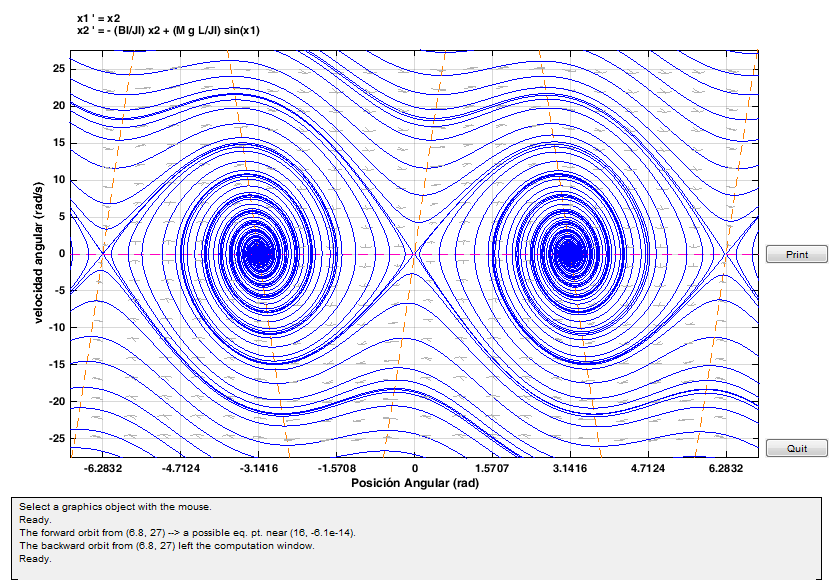 x1 ' = x2
x2 ' = - (Bl/Jl) x2 + (M g L/Jl) sin(x1)
25
20
15
10
5
0
-5
-10
-15
-20
-25
velocidad angular (rad/s)
-6.2832 -4.7124 -3.1416 -1.5708 0 1.5707 3.1416 4.7124 6.2832
Posición Angular (rad)
Print
Quit
Select a graphics object with the mouse.
Ready.
The forward orbit from (6.8, 27) --> a possible eq. pt. near (16, -6.1e-14).
The backward orbit from (6.8, 27) left the computation window.
Ready.